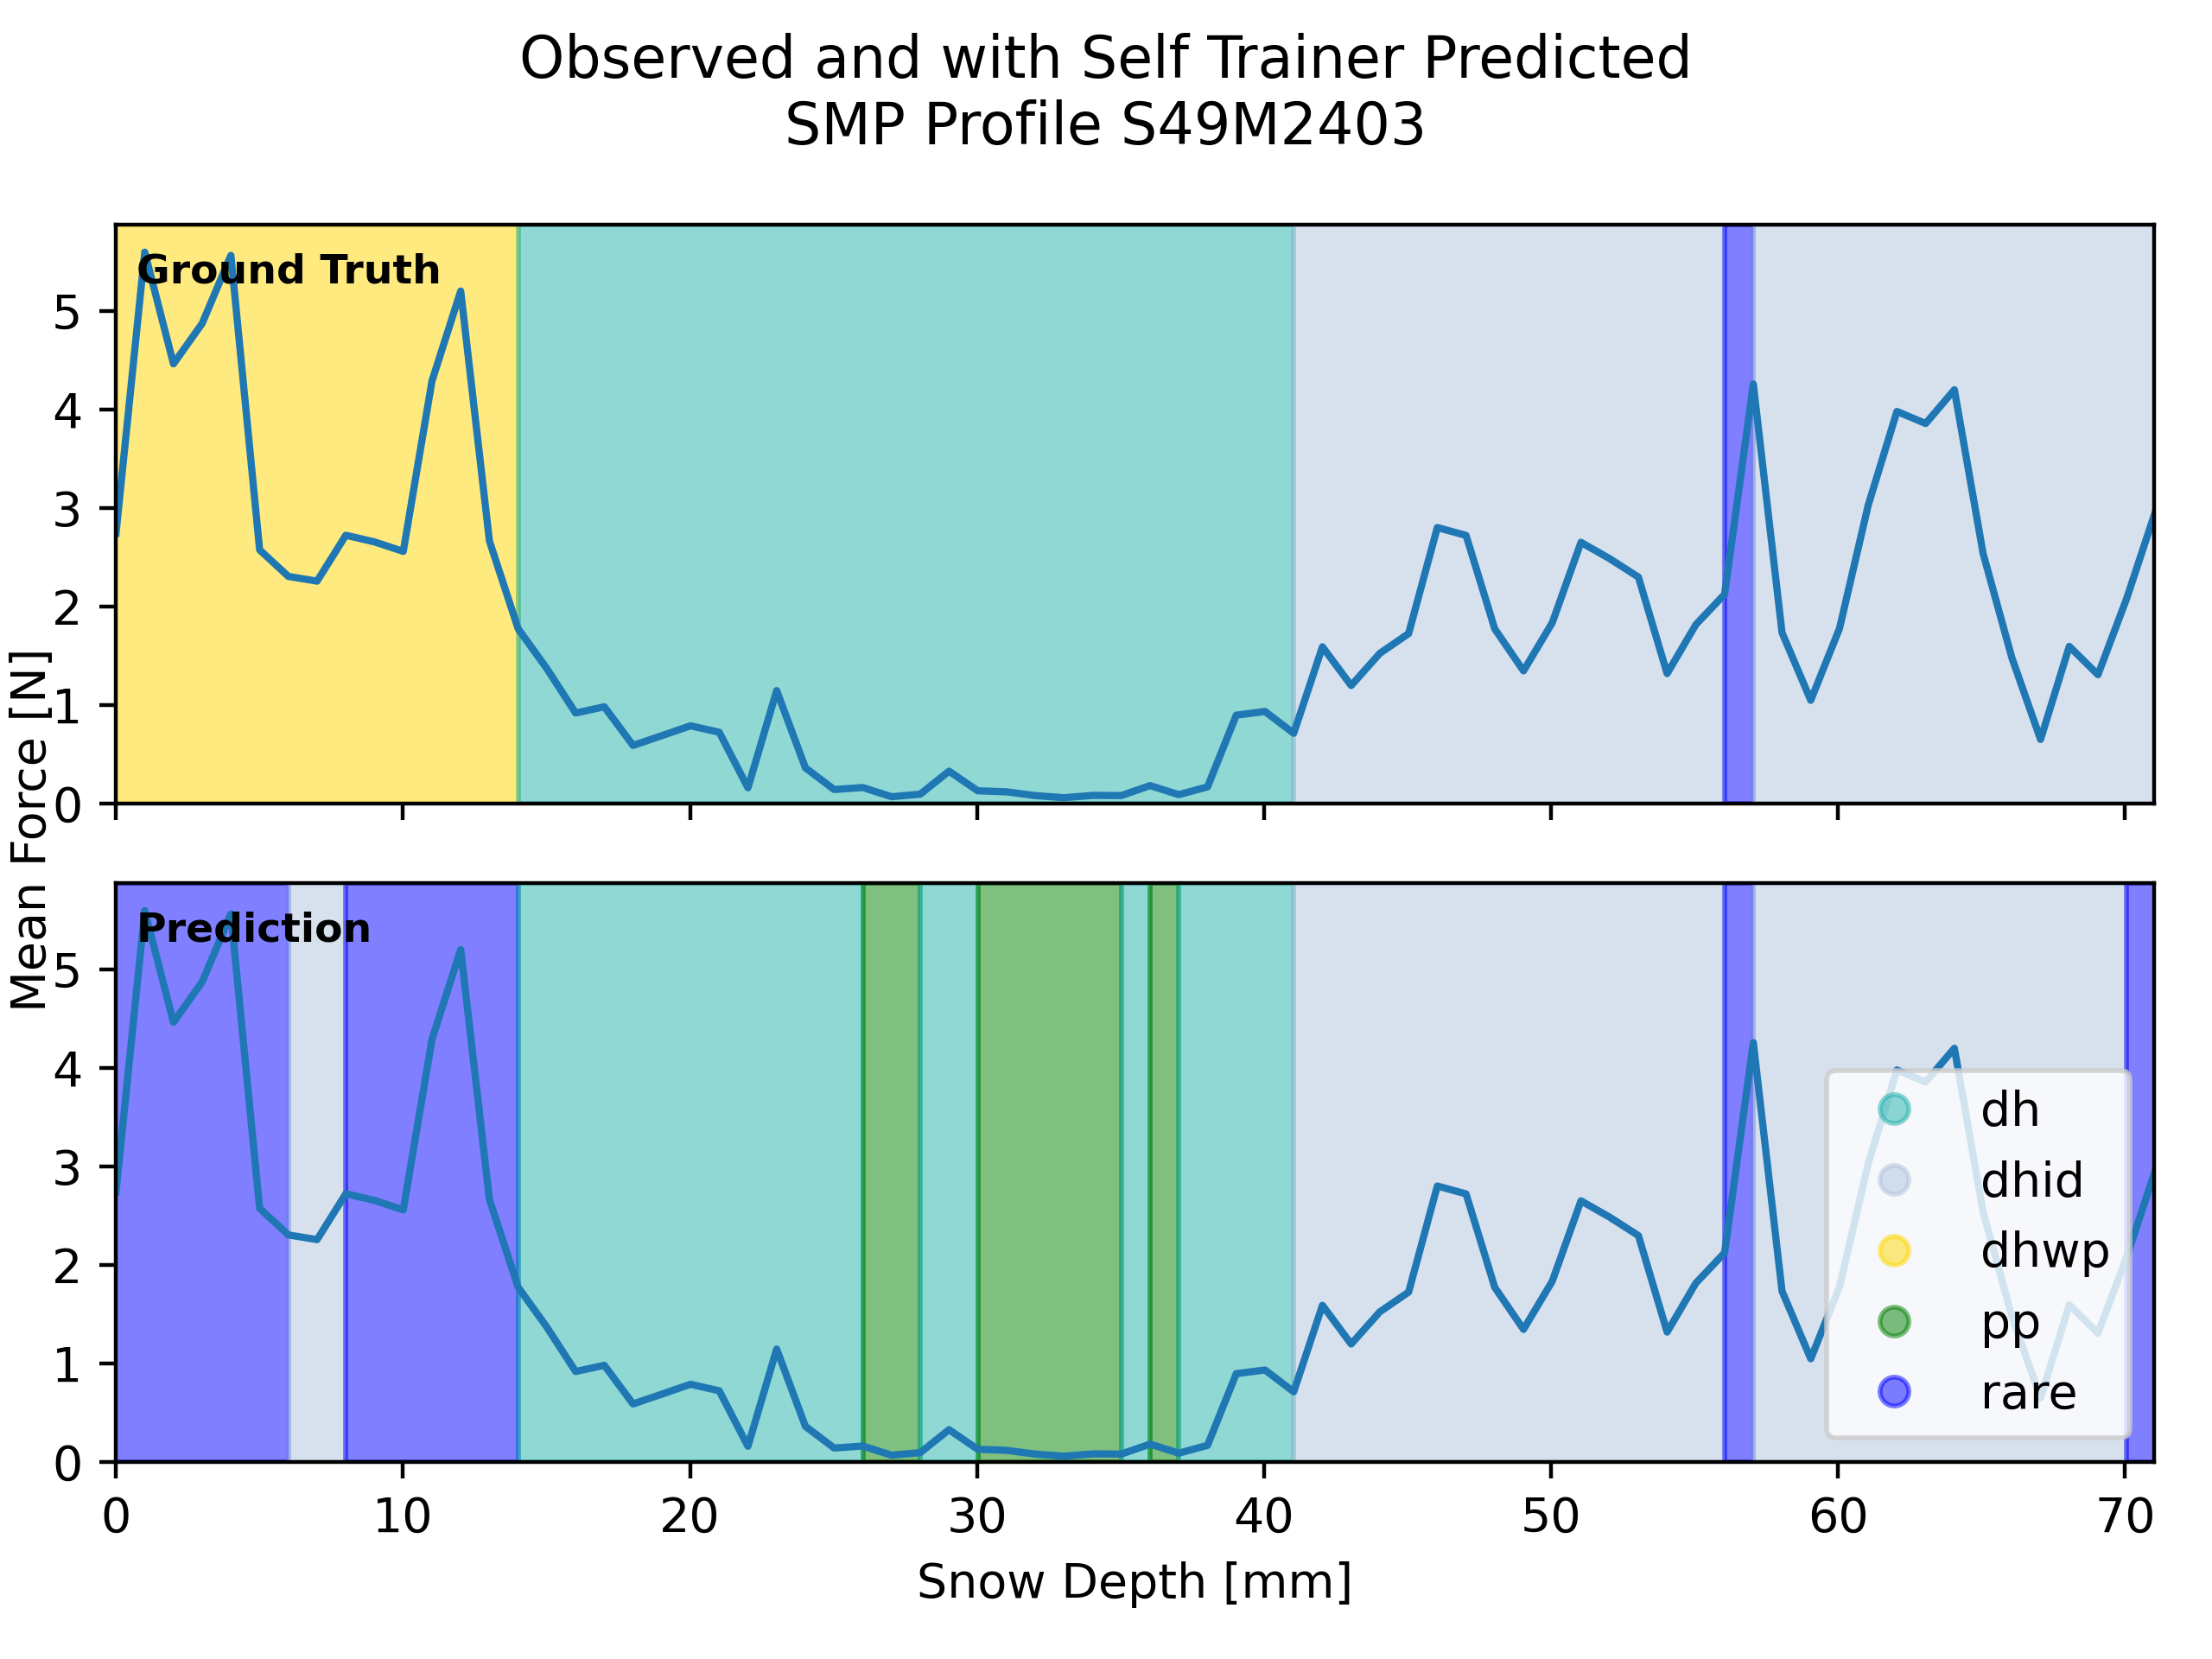 Observed and with Self Trainer Predicted
SMP Profile S49M2403
Ground Truth
5
4
3
2
1
0
Mean Force [N]
Prediction
5
4
3
2
1
0
dh
dhid
dhwp
pp
rare
0 10 20 30 40 50 60 70
Snow Depth [mm]